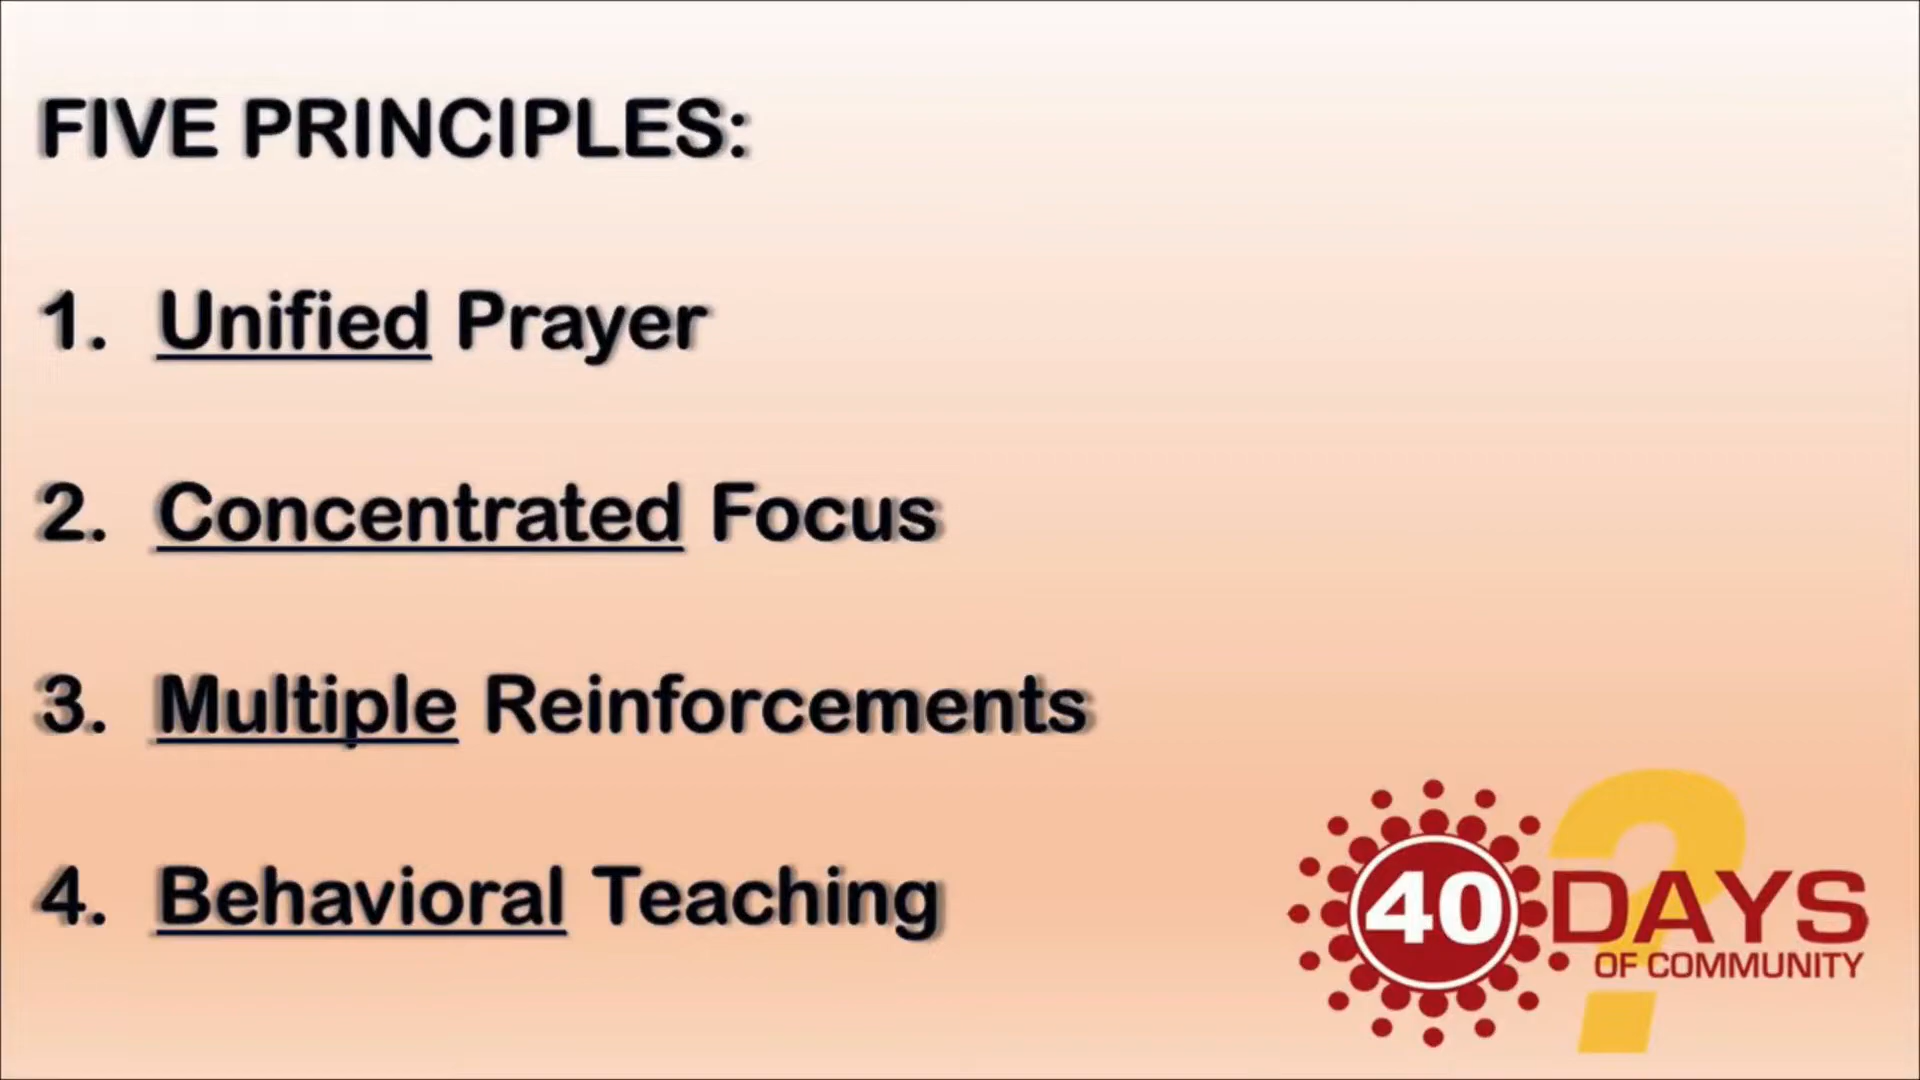 FIVE PRINCIPLES:
1. Unified Prayer
2. Concentrated Focus
3. Multiple Reinforcements
4. Behavioral Teaching
?
40 DAYS
OF COMMUNITY